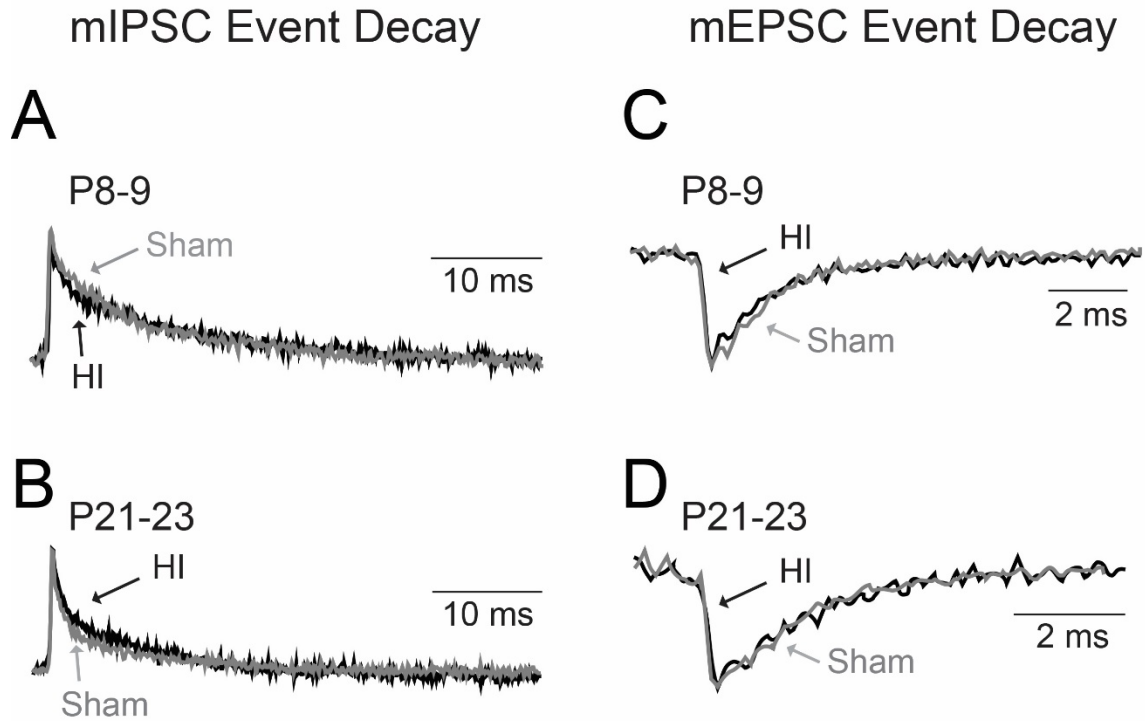 mIPSC Event Decay
mEPSC Event Decay
A
P8-9
Sham
HI
10 ms
C
P8-9
HI
Sham
2 ms
B
P21-23
HI
Sham
10 ms
D
P21-23
HI
Sham
2 ms